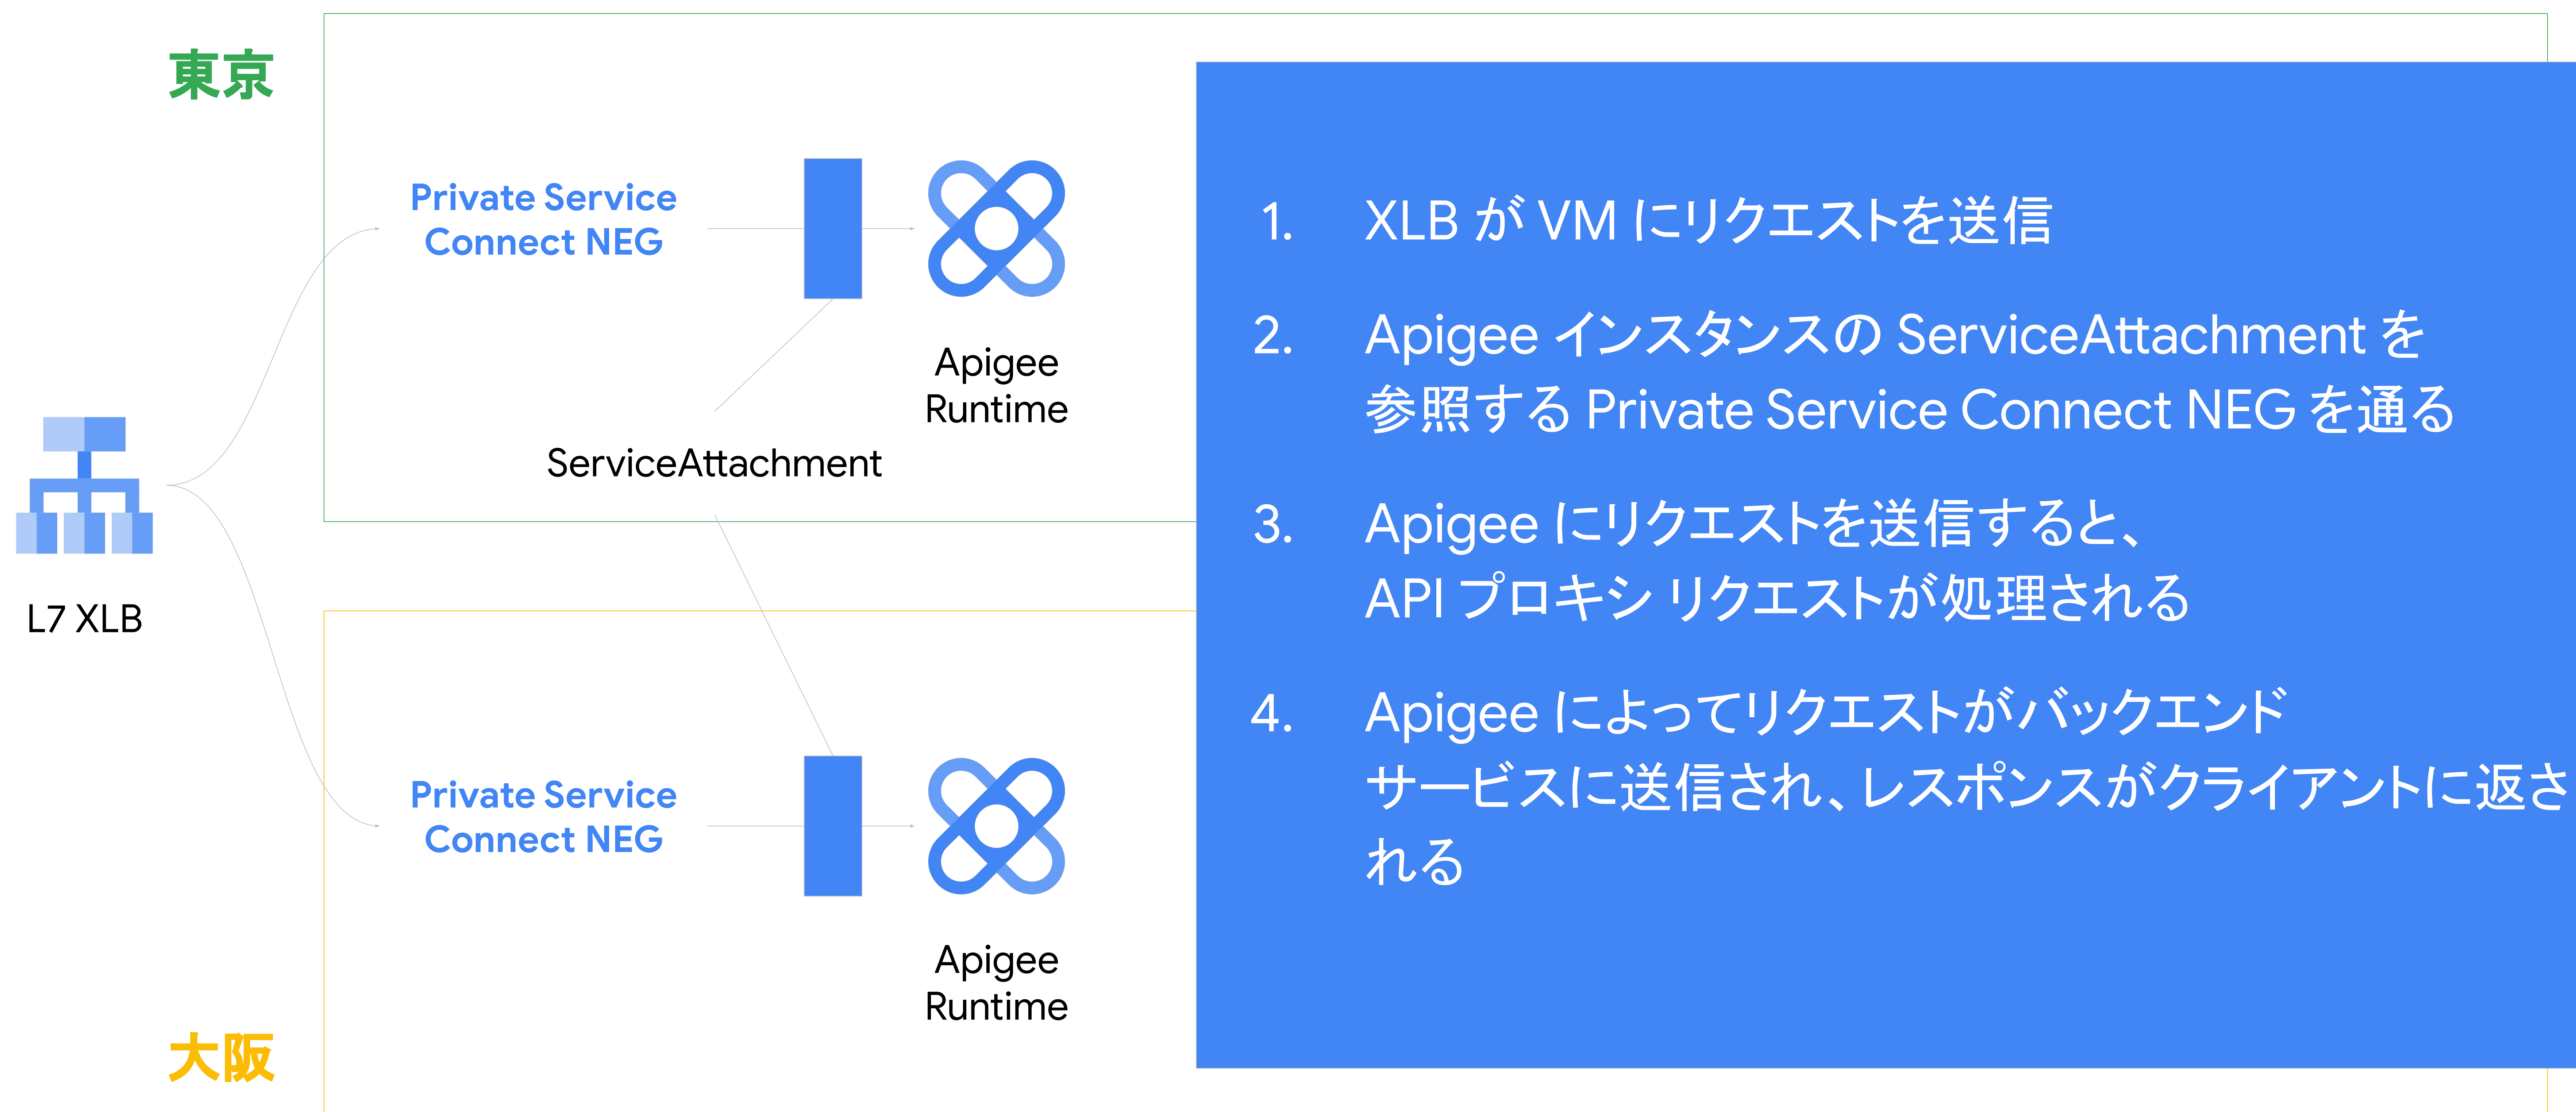 東京
Private Service
Connect NEG
Apigee
Runtime
ServiceAttachment
L7 XLB
Private Service
Connect NEG
Apigee
Runtime
大阪
1. XLB が VM にリクエストを送信
2. Apigee インスタンスの ServiceAttachment を
参照する Private Service Connect NEG を通る
3. Apigee にリクエストを送信すると、
API プロキシ リクエストが処理される
4. Apigee によってリクエストがバックエンド
サービスに送信され、レスポンスがクライアントに返さ
れる